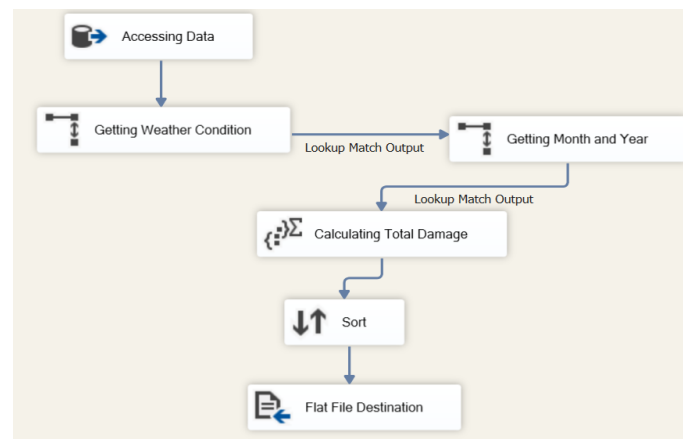 Accessing Data
Getting Weather Condition
Lookup Match Output
Getting Month and Year
Lookup Match Output
Calculating Total Damage
Sort
Flat File Destination